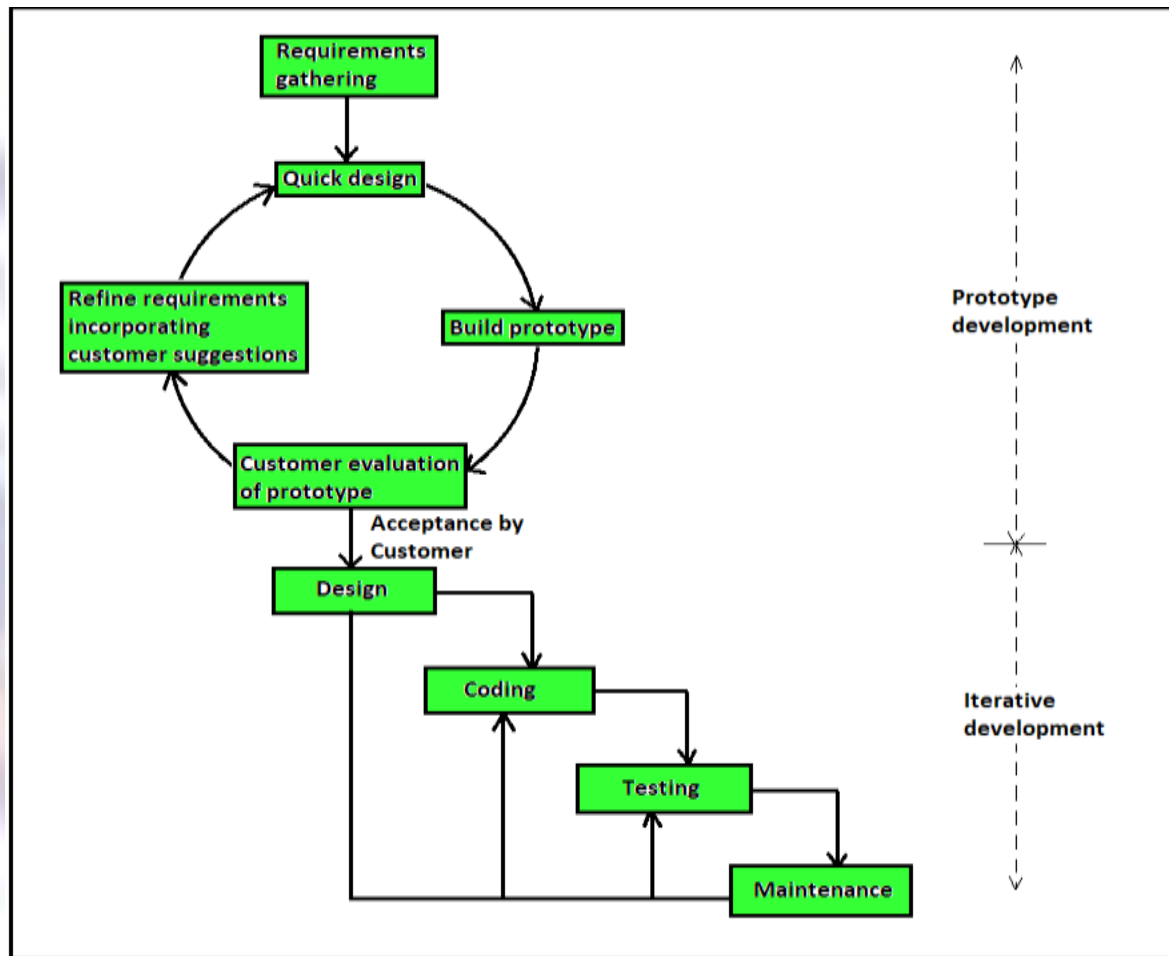 Requirements
gathering
Quick design
Refine requirements
incorporating
customer suggestions
Build prototype
Prototype
development
Customer evaluation
of prototype
Acceptance by
Customer
Design
Coding
Iterative
development
Testing
Maintenance